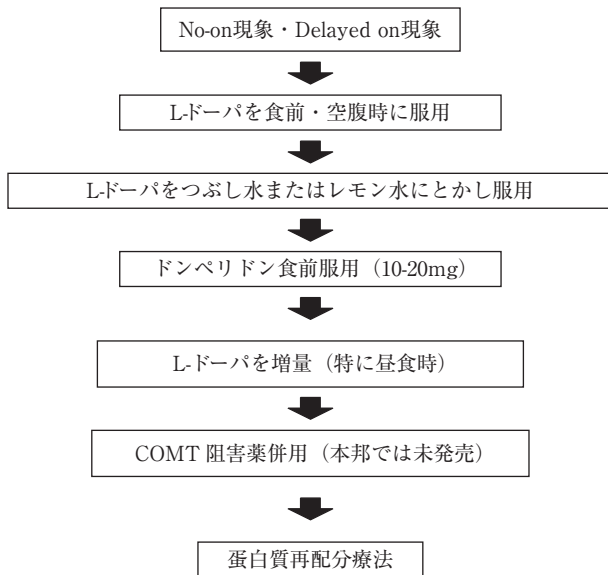 No-on現象・Delayed on現象
L-ドーパを食前・空腹時に服用
L-ドーパをつぶし水またはレモン水にとかし服用
ドンペリドン食前服用（10-20mg）
L-ドーパを増量（特に昼食時）
COMT 阻害薬併用（本邦では未発売）
蛋白質再配分療法